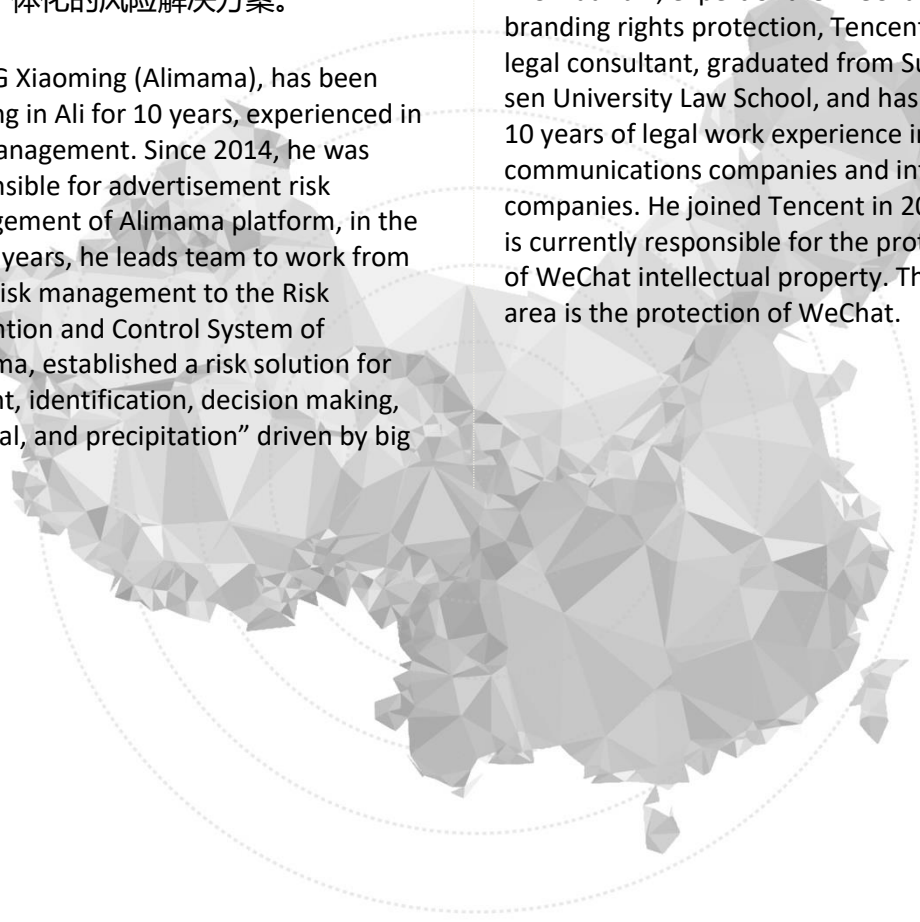 体化的风险解决方案。
G Xiaoming (Alimama), has been
ng in Ali for 10 years, experienced in
anagement. Since 2014, he was
nsible for advertisement risk
gement of Alimama platform, in the
years, he leads team to work from
isk management to the Risk
ntion and Control System of
ma, established a risk solution for
nt, identification, decision making,
al, and precipitation” driven by big
branding rights protection, Tencent
legal consultant, graduated from Su
sen University Law School, and has
10 years of legal work experience in
communications companies and int
companies. He joined Tencent in 20
is currently responsible for the prot
of WeChat intellectual property. Th
area is the protection of WeChat.